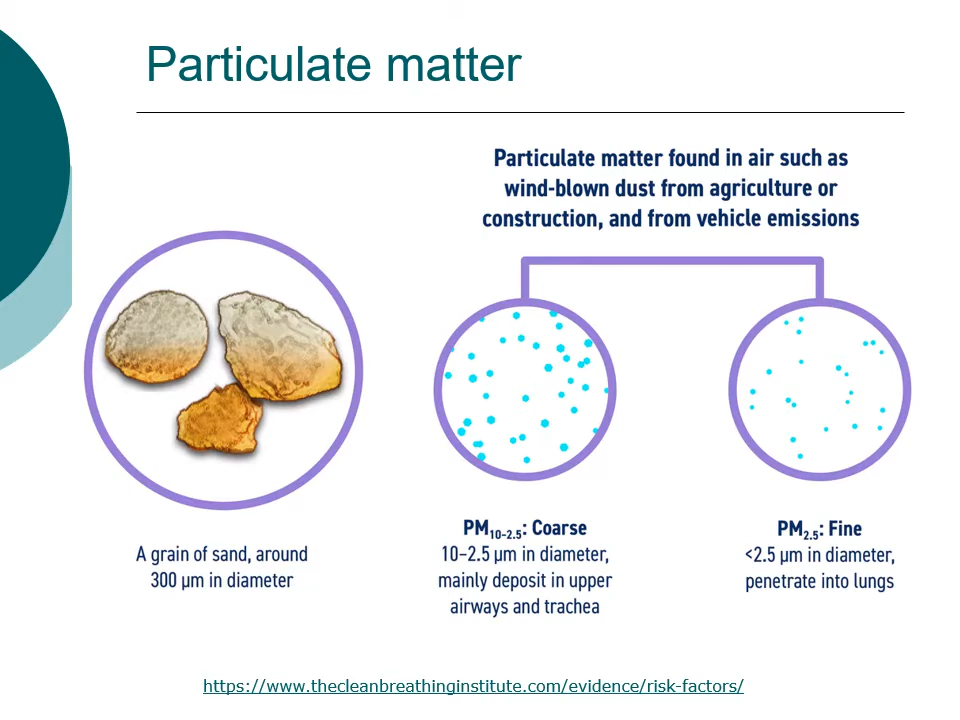 Particulate matter
Particulate matter found in air such as
wind-blown dust from agriculture or
construction, and from vehicle emissions
A grain of sand, around
300 μm in diameter
PM10–2.5: Coarse
10–2.5 μm in diameter,
mainly deposit in upper
airways and trachea
PM2.5: Fine
<2.5 μm in diameter,
penetrate into lungs
https://www.thecleanbreathinginstitute.com/evidence/risk-factors/